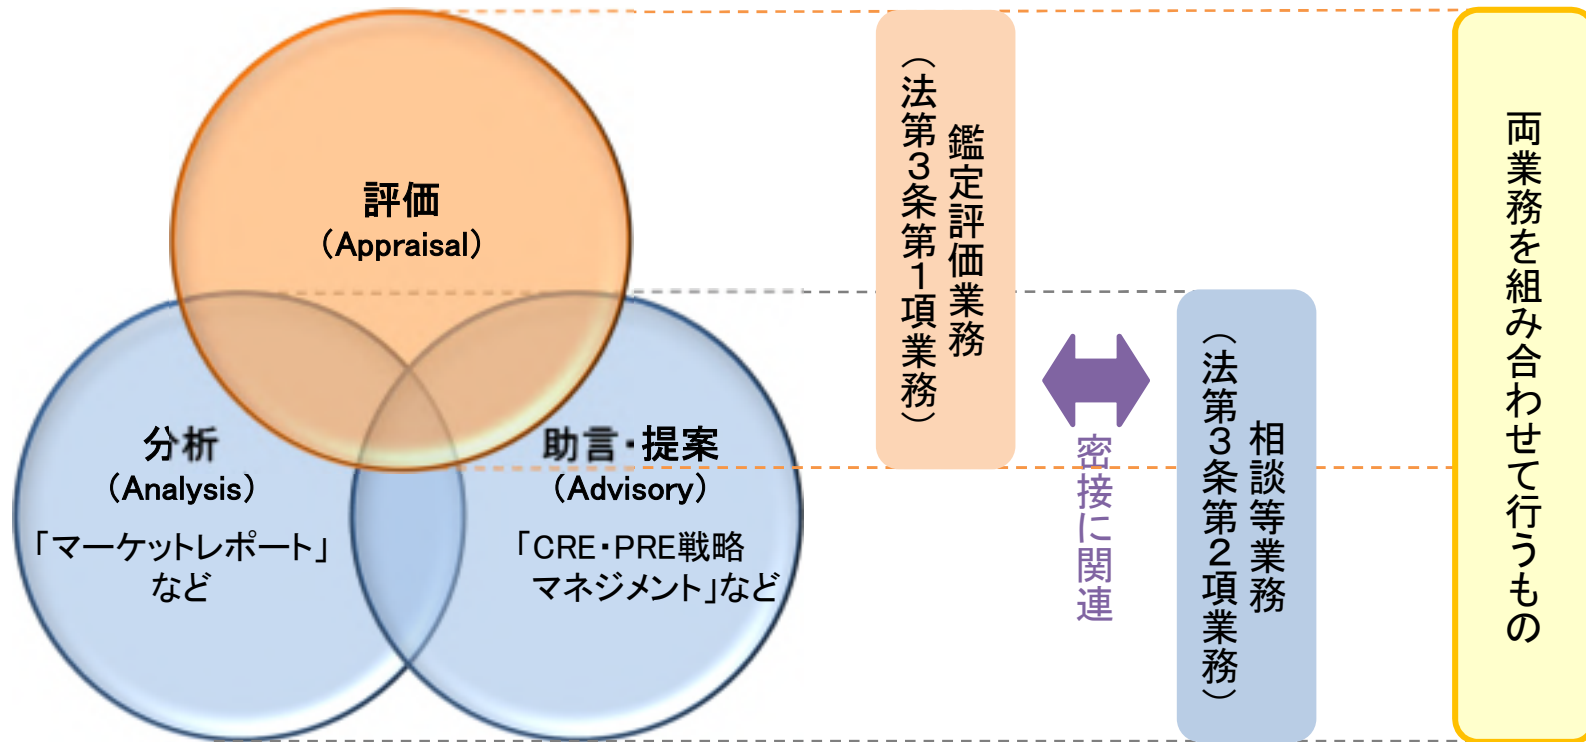 評価
（Appraisal）
分析
（Analysis）
「マーケットレポート」
など
助言・提案
（Advisory）
「CRE・PRE戦略
マネジメント」など
鑑定評価業務
（法第３条第１項業務）
密接に関連
相談等業務
（法第３条第２項業務）
両業務を組み合わせて行うもの